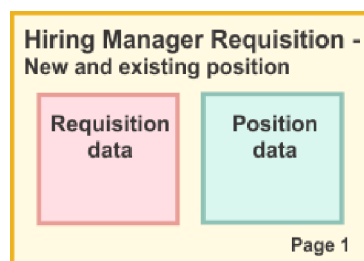 Hiring Manager Requisition -
New and existing position
Requisition
data
Position
data
Page 1